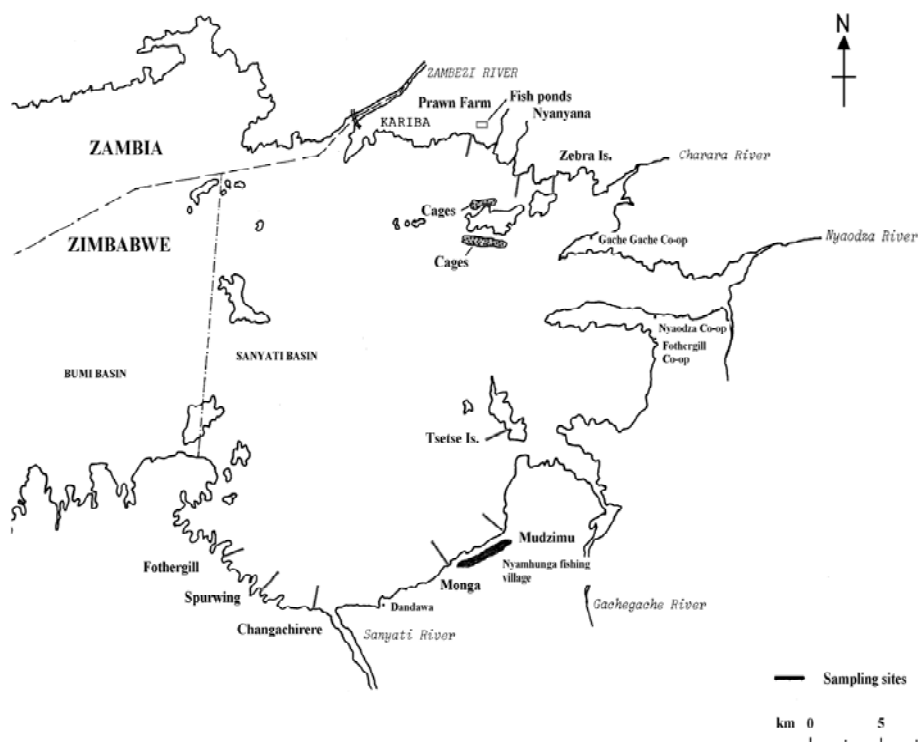 N
ZAMBEZI RIVER
Prawn Farm
Fish ponds
Nyanyana
KARIBA
ZAMBIA
Zebra Is.
Charara River
Cages
ZIMBABWE
Gache Gache Co-op
Nyaodza River
Cages
Nyaodza Co-op
Fothergill
Co-op
SANYATI BASIN
BUMI BASIN
Tsetse Is.
Mudzimu
Fothergill
Nyamhunga fishing
village
Monga
Spurwing
Dandawa
Gachegache River
Changachirere
Sanyati River
Sampling sites
km 0 5